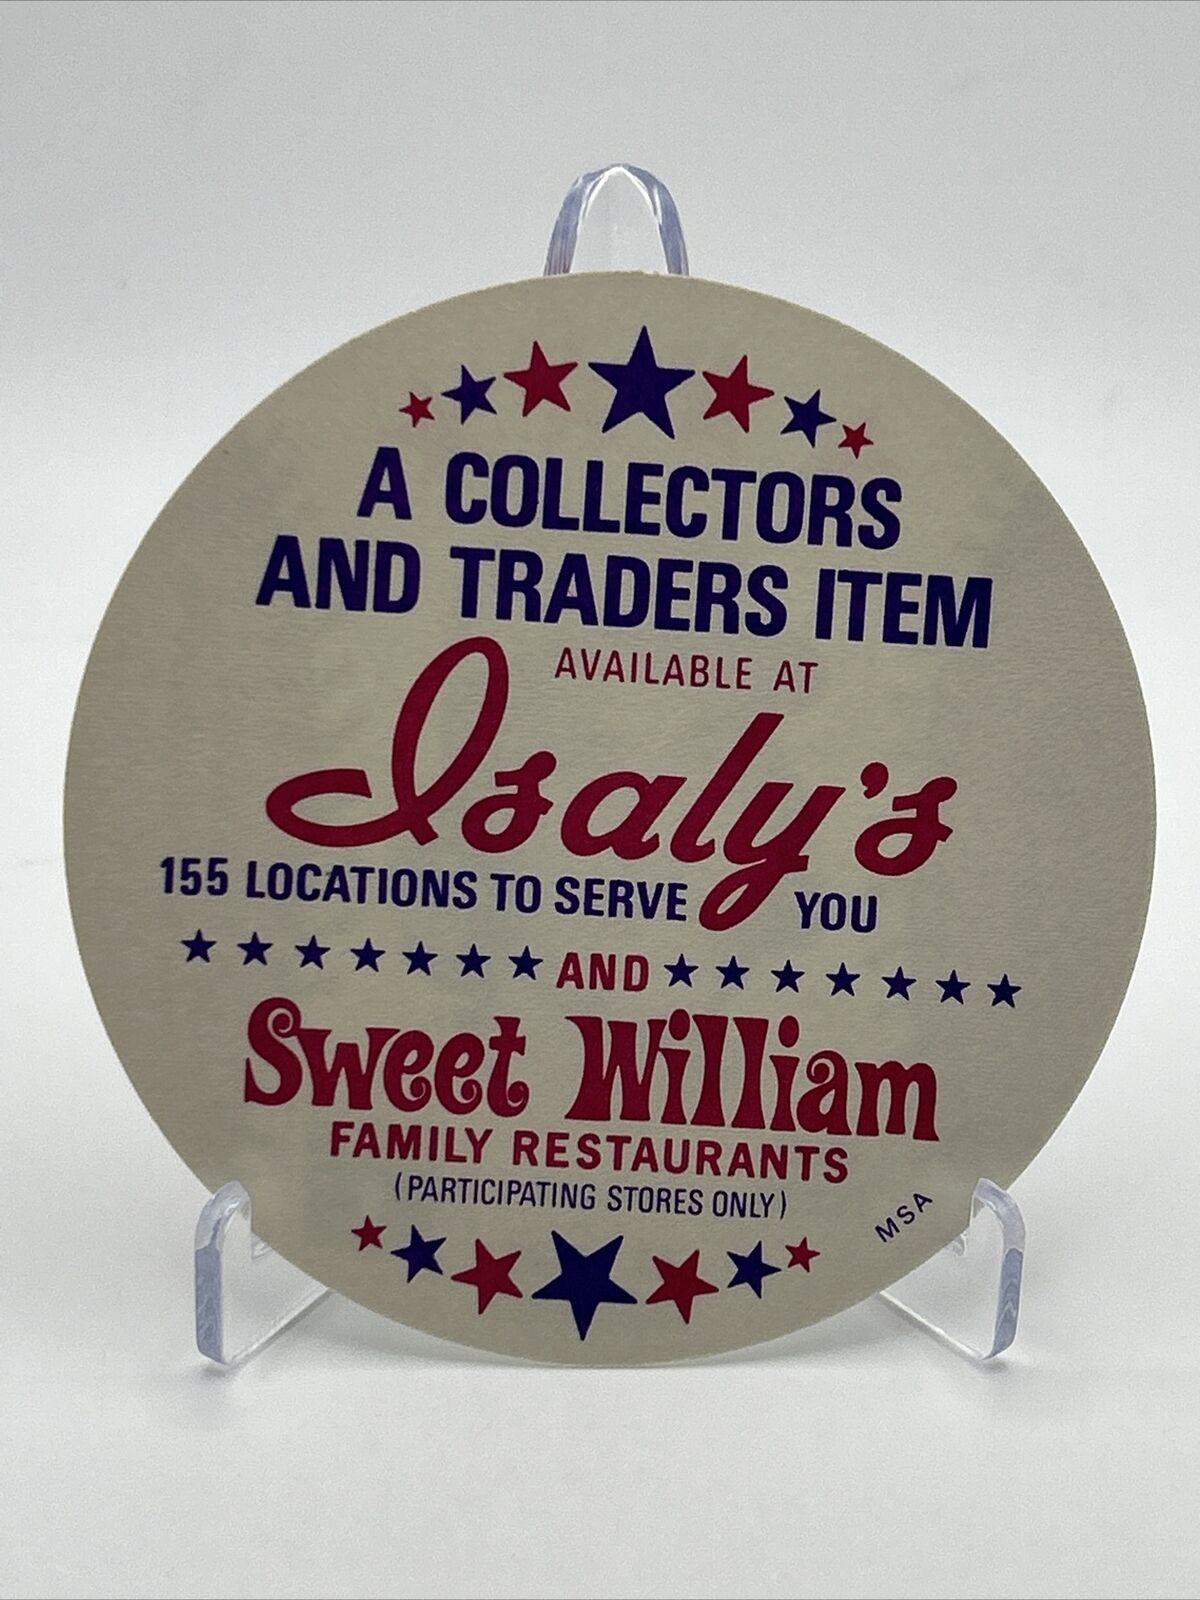 A COLLECTORS
AND TRADERS ITEM
AVAILABLE AT
Isaly's
155 LOCATIONS TO SERVE YOU
AND
Sweet William
FAMILY RESTAURANTS
(PARTICIPATING STORES ONLY)
MSA